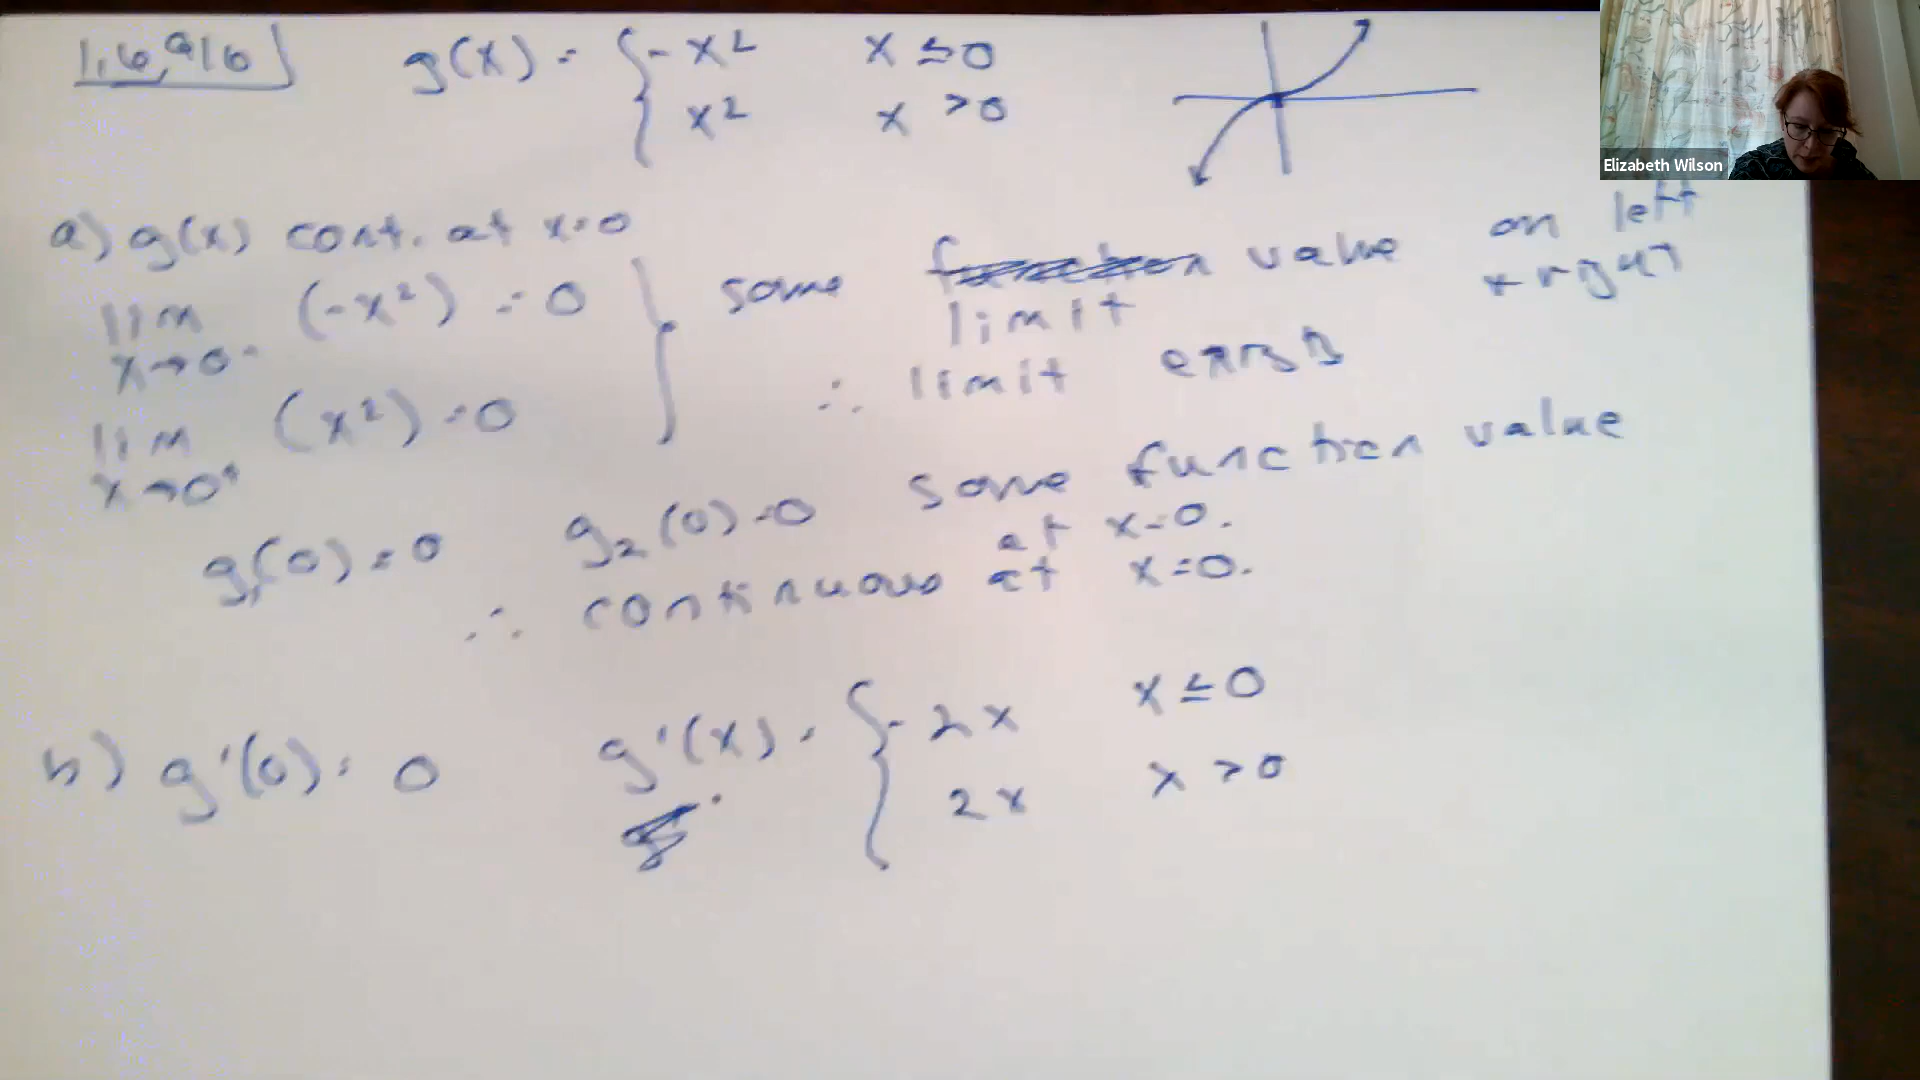 1.6, 9/6 g(x) = { -x² x ≤ 0
x² x > 0
Elizabeth Wilson
a) g(x) cont. at x=0
lim (-x²) = 0 } same value on left
x→0⁻ limit + right
lim (x²) = 0 ∴ limit exists
x→0⁺
g₁(0) = 0 g₂(0) = 0 same function value
at x=0.
∴ continuous at x=0.
b) g'(0) = 0 g'(x) = { -2x x ≤ 0
2x x > 0